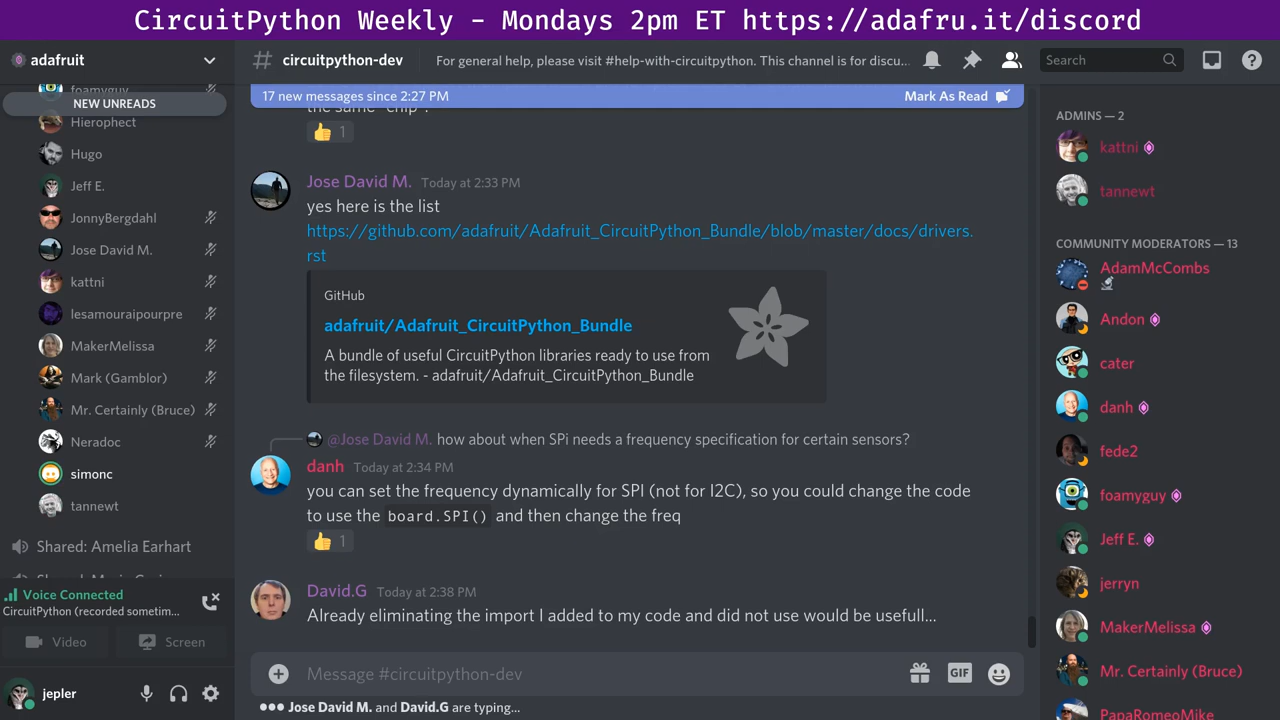 CircuitPython Weekly - Mondays 2pm ET https://adafru.it/discord
adafruit
foamyguy
NEW UNREADS
Hierophect
Hugo
Jeff E.
JonnyBergdahl
Jose David M.
kattni
lesamouraipourpre
MakerMelissa
Mark (Gamblor)
Mr. Certainly (Bruce)
Neradoc
simonc
tannewt
Shared: Amelia Earhart
Voice Connected
CircuitPython (recorded sometim...
Video
Screen
jepler
# circuitpython-dev
For general help, please visit #help-with-circuitpython. This channel is for discu...
Search
17 new messages since 2:27 PM
Mark As Read
the same "chip".
👍 1
Jose David M. Today at 2:33 PM
yes here is the list
https://github.com/adafruit/Adafruit_CircuitPython_Bundle/blob/master/docs/drivers.
rst
GitHub
adafruit/Adafruit_CircuitPython_Bundle
A bundle of useful CircuitPython libraries ready to use from
the filesystem. - adafruit/Adafruit_CircuitPython_Bundle
@Jose David M. how about when SPi needs a frequency specification for certain sensors?
danh Today at 2:34 PM
you can set the frequency dynamically for SPI (not for I2C), so you could change the code
to use the board.SPI() and then change the freq
👍 1
David.G Today at 2:38 PM
Already eliminating the import I added to my code and did not use would be usefull...
Message #circuitpython-dev
GIF
Jose David M. and David.G are typing...
ADMINS — 2
kattni
tannewt
COMMUNITY MODERATORS — 13
AdamMcCombs
Andon
cater
danh
fede2
foamyguy
Jeff E.
jerryn
MakerMelissa
Mr. Certainly (Bruce)
PapaRomeoMike